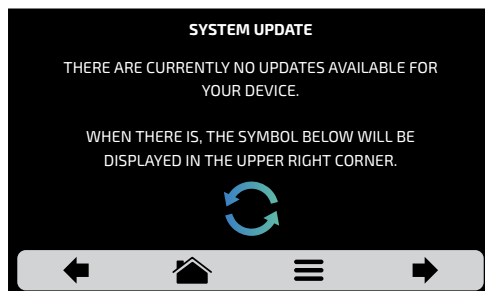 SYSTEM UPDATE
THERE ARE CURRENTLY NO UPDATES AVAILABLE FOR
YOUR DEVICE.
WHEN THERE IS, THE SYMBOL BELOW WILL BE
DISPLAYED IN THE UPPER RIGHT CORNER.